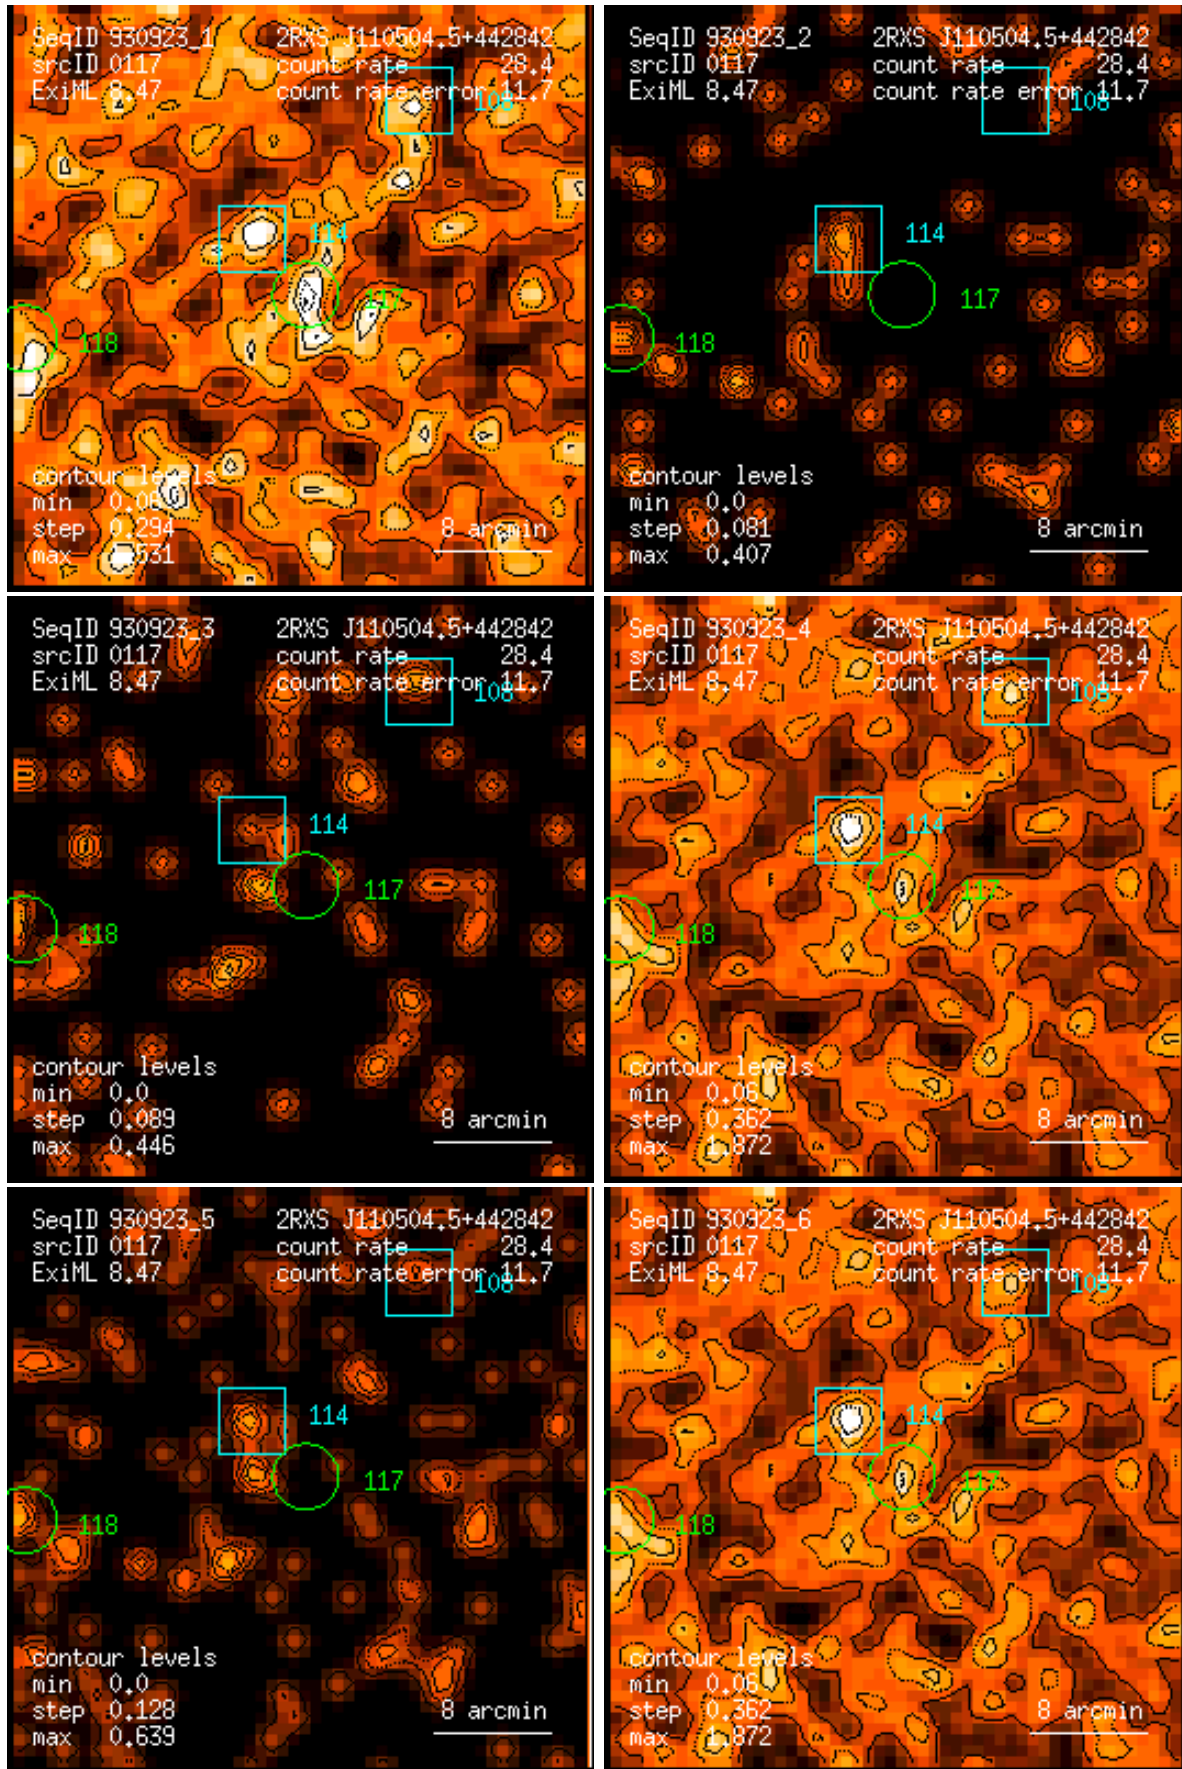 SeqID 930923_1 2RXS J110504.5+442842
srcID 0117 count rate 28.4
ExiML 8.47 count rate error 11.7
108
114
117
118
contour levels
min 0.06
step 0.294
max
8 arcmin
SeqID 930923_2 2RXS J110504.5+442842
srcID 0117 count rate 28.4
ExiML 8.47 count rate error 11.7
108
114
117
118
contour levels
min 0.0
step 0.081
max 0.407
8 arcmin
SeqID 930923_3 2RXS J110504.5+442842
srcID 0117 count rate 28.4
ExiML 8.47 count rate error 11.7
108
114
117
118
contour levels
min 0.0
step 0.089
max 0.446
8 arcmin
SeqID 930923_4 2RXS J110504.5+442842
srcID 0117 count rate 28.4
ExiML 8.47 count rate error 11.7
108
114
117
118
contour levels
min 0.06
step 0.362
max 1.872
8 arcmin
SeqID 930923_5 2RXS J110504.5+442842
srcID 0117 count rate 28.4
ExiML 8.47 count rate error 11.7
108
114
117
118
contour levels
min 0.0
step 0.128
max 0.639
8 arcmin
SeqID 930923_6 2RXS J110504.5+442842
srcID 0117 count rate 28.4
ExiML 8.47 count rate error 11.7
108
114
117
118
contour levels
min 0.06
step 0.362
max 1.872
8 arcmin